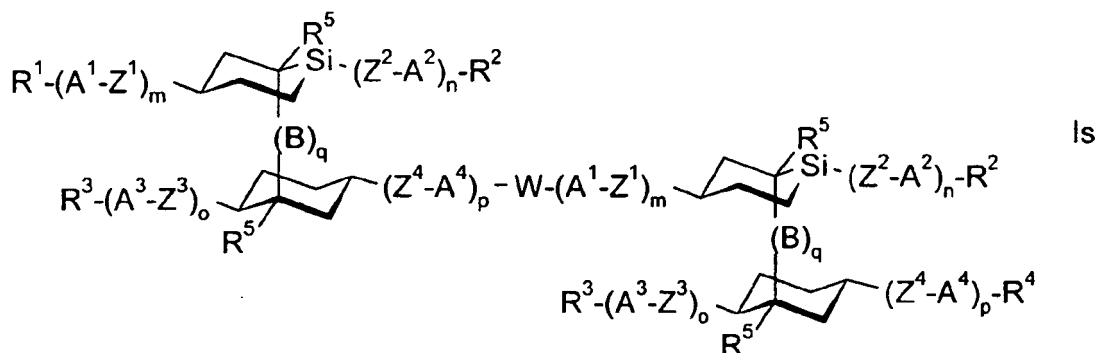 R⁵
R¹-(A¹-Z¹)ₘ Si (Z²-A²)ₙ-R²
(B)q R⁵ Is
R³-(A³-Z³)ₒ (Z⁴-A⁴)ₚ-W-(A¹-Z¹)ₘ Si (Z²-A²)ₙ-R²
R⁵ (B)q
R³-(A³-Z³)ₒ (Z⁴-A⁴)ₚ-R⁴
R⁵